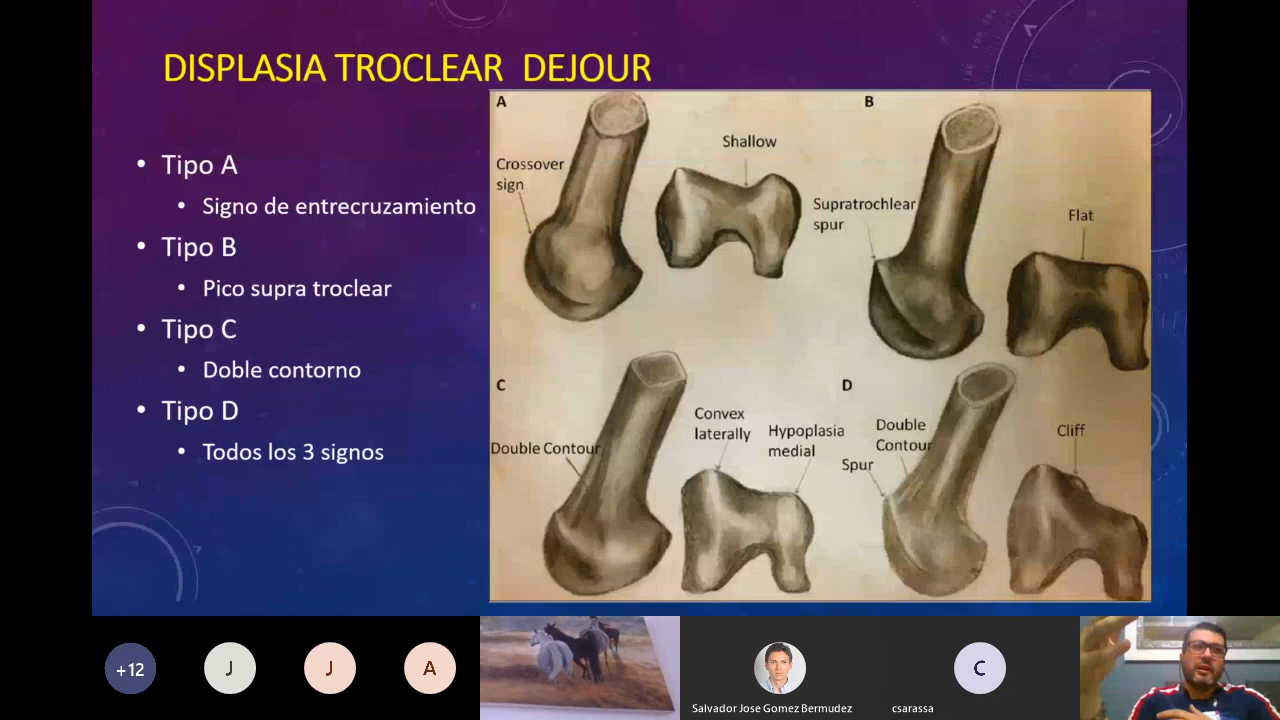 DISPLASIA TROCLEAR DEJOUR
• Tipo A
• Signo de entrecruzamiento
• Tipo B
• Pico supra troclear
• Tipo C
• Doble contorno
• Tipo D
• Todos los 3 signos
A
Crossover
sign
Shallow
B
Supratrochlear
spur
Flat
C
Double Contour
Convex
laterally
Hypoplasia
medial
D
Double
Contour
Spur
Cliff
+12
J
J
A
Salvador Jose Gomez Bermudez
C
csarassa